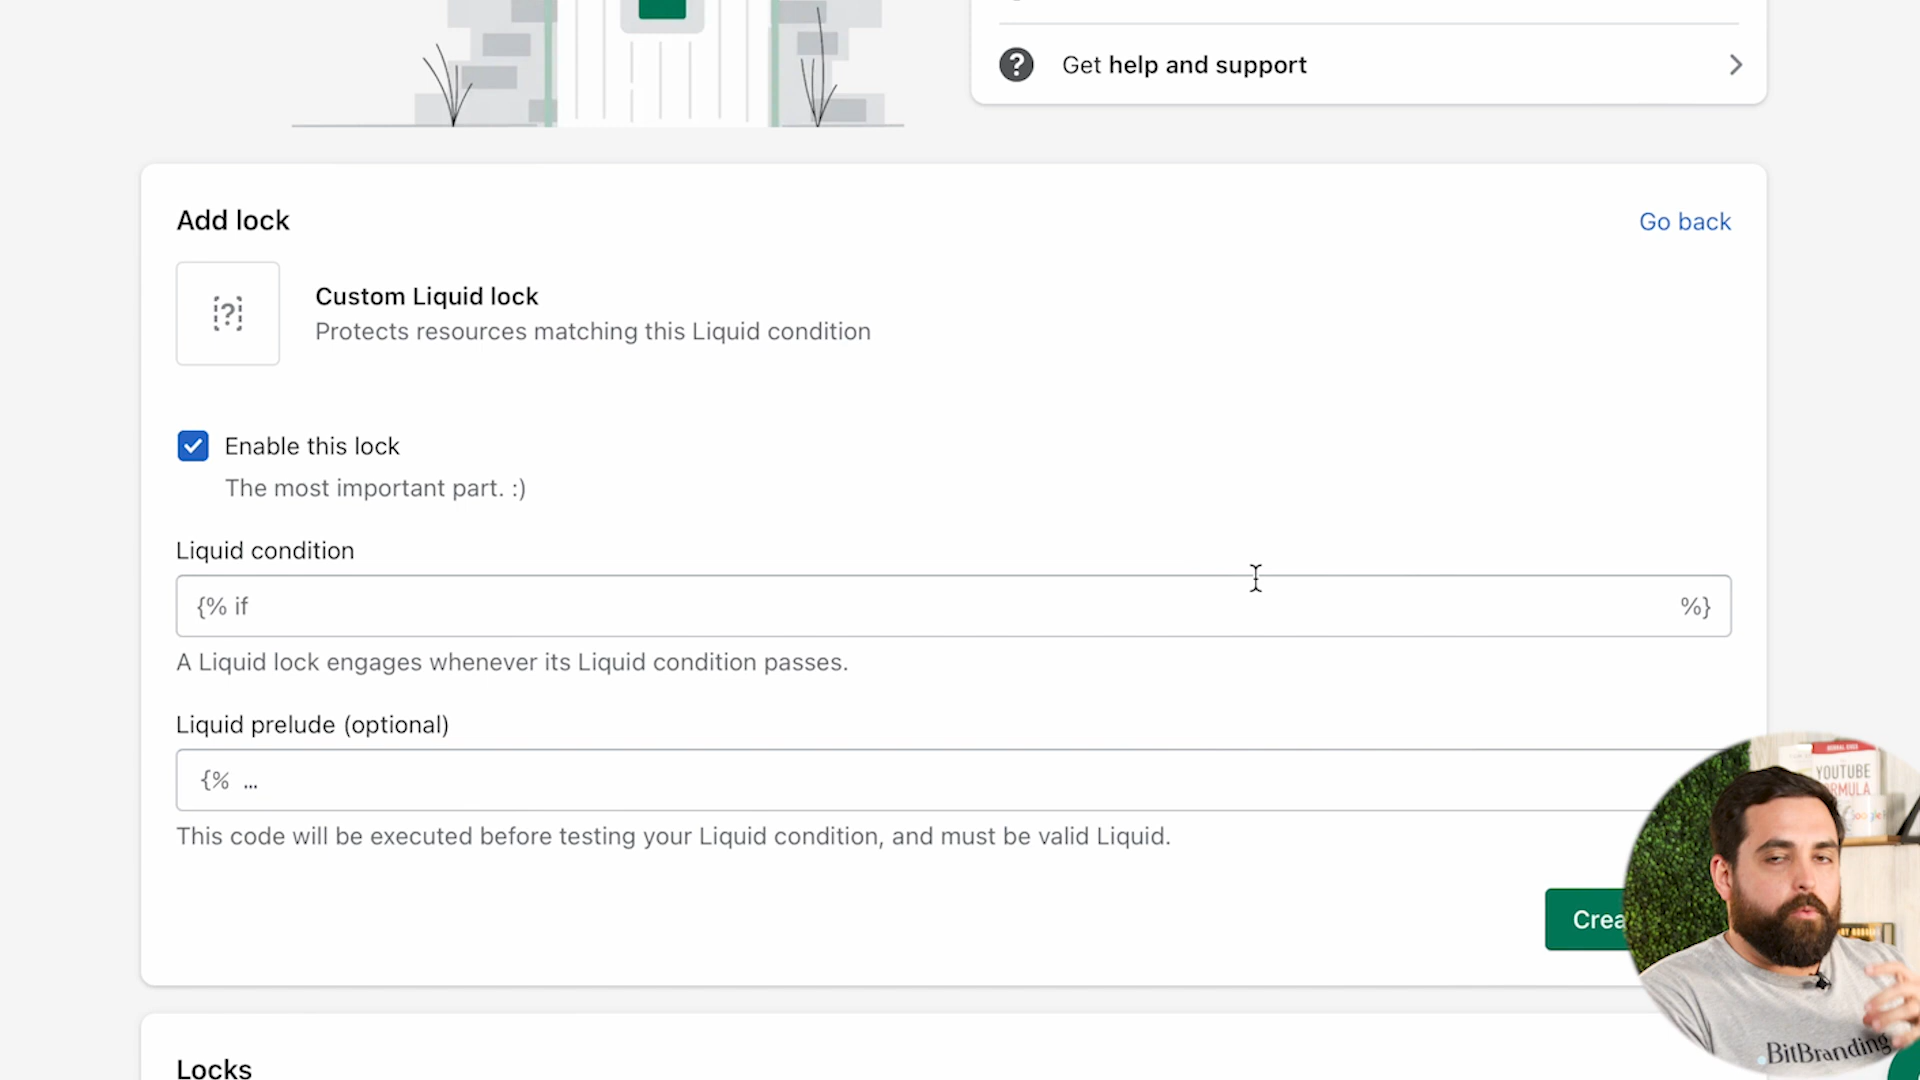 Get help and support
Add lock
Go back
Custom Liquid lock
Protects resources matching this Liquid condition
Enable this lock
The most important part. :)
Liquid condition
{% if
%}
A Liquid lock engages whenever its Liquid condition passes.
Liquid prelude (optional)
{% ...
This code will be executed before testing your Liquid condition, and must be valid Liquid.
Crea
YOUTUBE
BitBranding
Locks